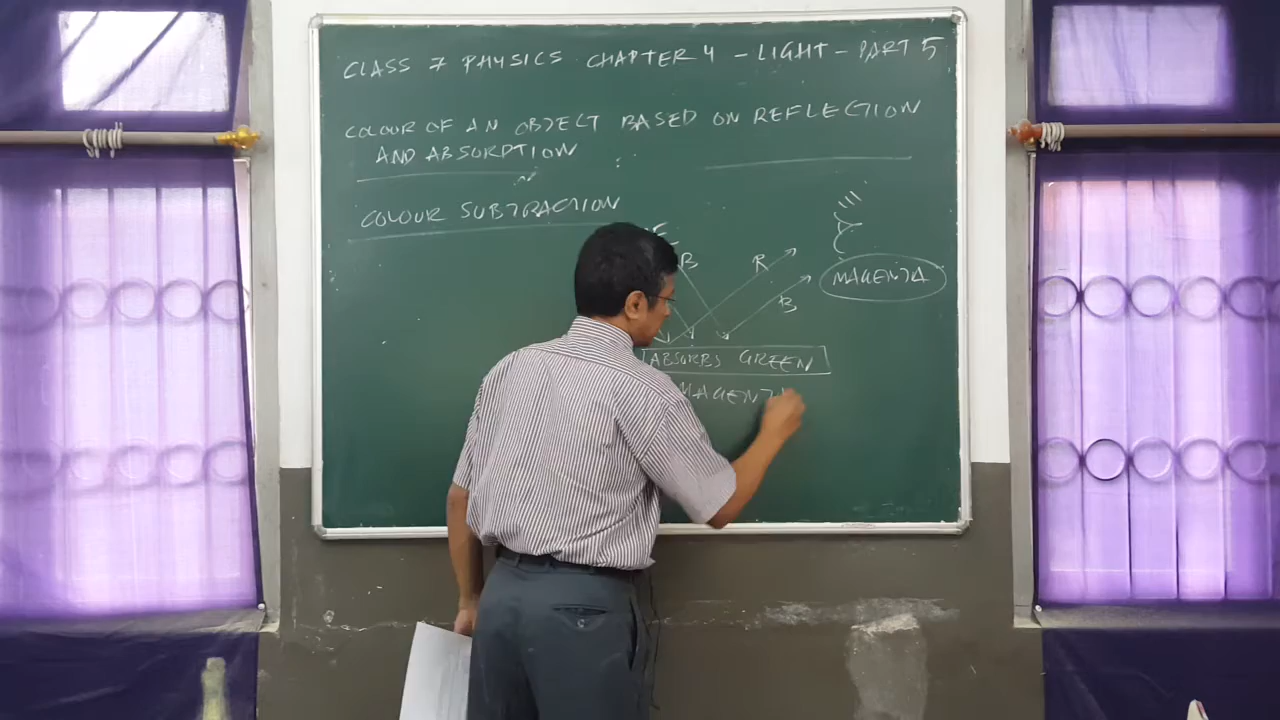 CLASS 7 PHYSICS CHAPTER 4 - LIGHT - PART 5
COLOUR OF AN OBJECT BASED ON REFLECTION
AND ABSORPTION
COLOUR SUBTRACTION
B
R
MAGENTA
B
ABSORBS GREEN
MAGENTA